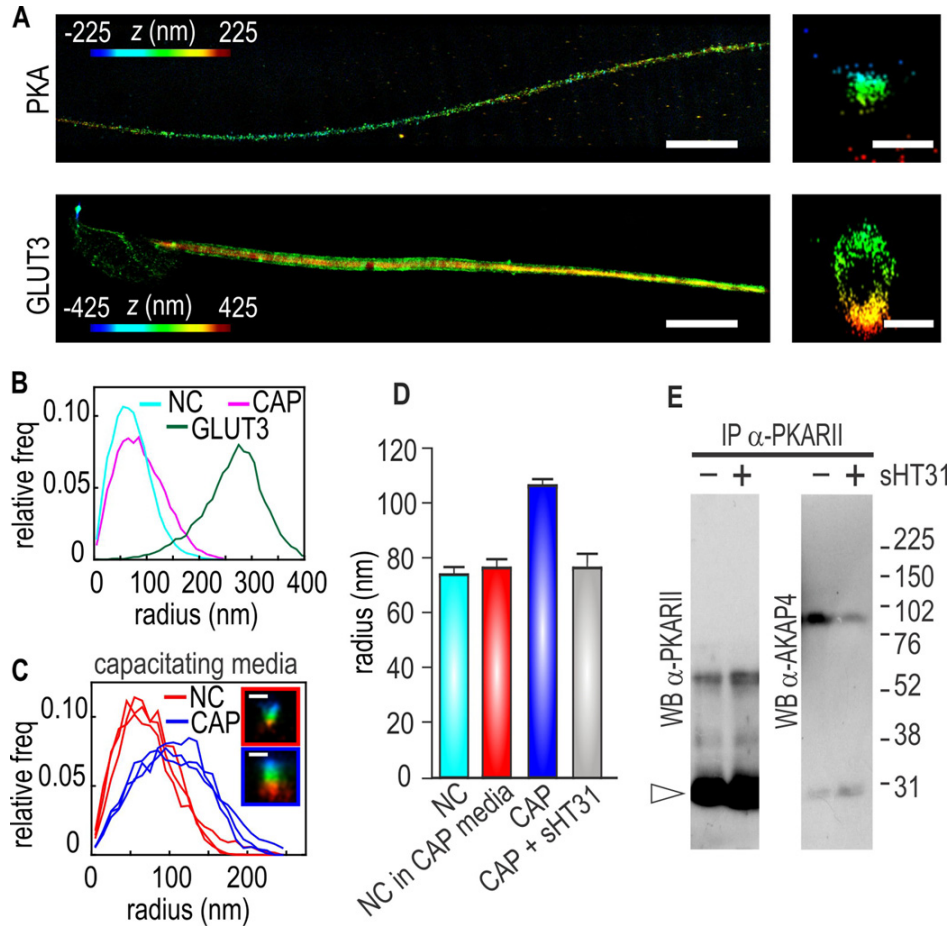 A
-225 z (nm) 225
PKA
GLUT3
-425 z (nm) 425
B
NC CAP
GLUT3
relative freq
0.10
0.05
0
0 100 200 300 400
radius (nm)
C
capacitating media
NC
CAP
relative freq
0.10
0.05
0.00
0 100 200
radius (nm)
D
radius (nm)
120
100
80
60
40
20
0
NC
NC in CAP media
CAP
CAP + sHT31
E
IP α-PKARII
− + − + sHT31
WB α-PKARII
WB α-AKAP4
- 225
- 150
- 102
- 76
- 52
- 38
- 31